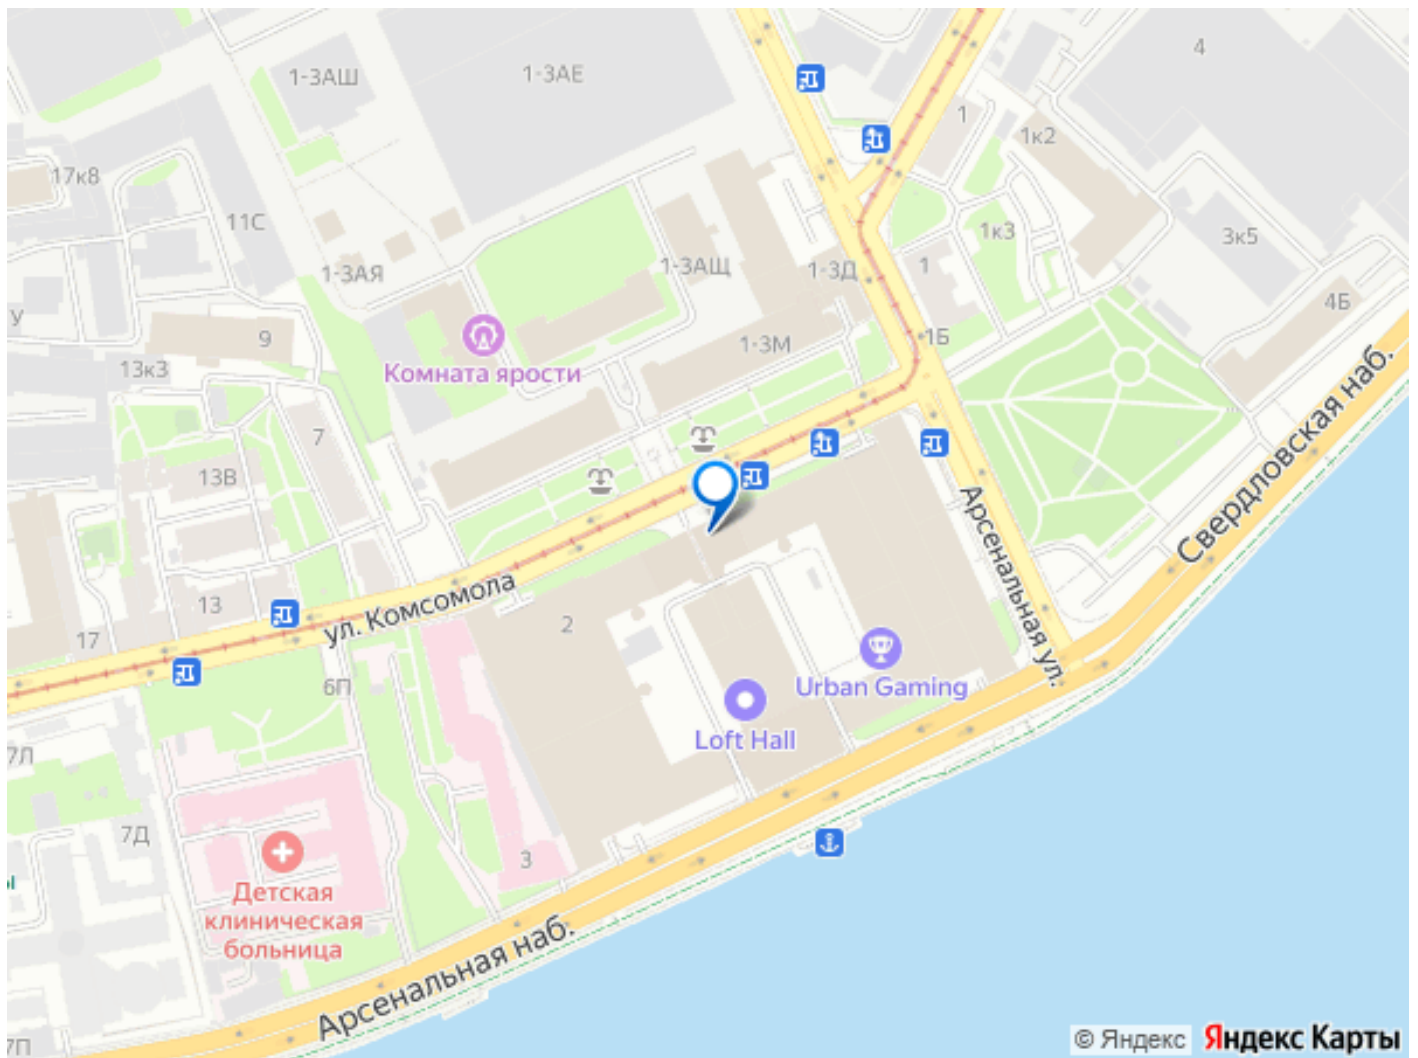 4
1-3АШ
1-3АЕ
1
1к2
17к8
11С
1к3
3к5
1-3АЯ
1-3АЩ
1-3Д
1
4Б
У
9
1-3М
1Б
13к3
Комната ярости
7
13В
Свердловская наб.
Арсенальная ул.
ул. Комсомола
13
2
17
6П
Urban Gaming
Loft Hall
7Л
7Д
3
Детская
клиническая
больница
ы
Арсенальная наб.
7П
© Яндекс Яндекс Карты